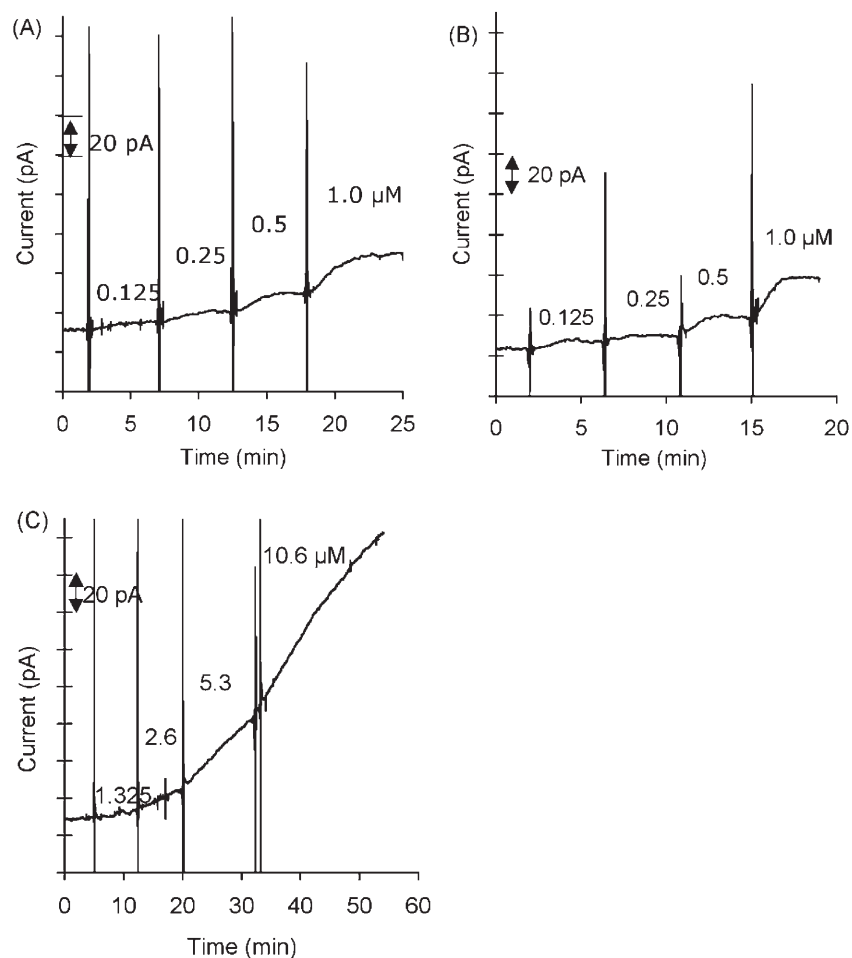 (A)
Current (pA)
20 pA
0.125
0.25
0.5
1.0 µM
0 5 10 15 20 25
Time (min)
(B)
Current (pA)
20 pA
0.125
0.25
0.5
1.0 µM
0 5 10 15 20
Time (min)
(C)
Current (pA)
20 pA
1.325
2.6
5.3
10.6 µM
0 10 20 30 40 50 60
Time (min)